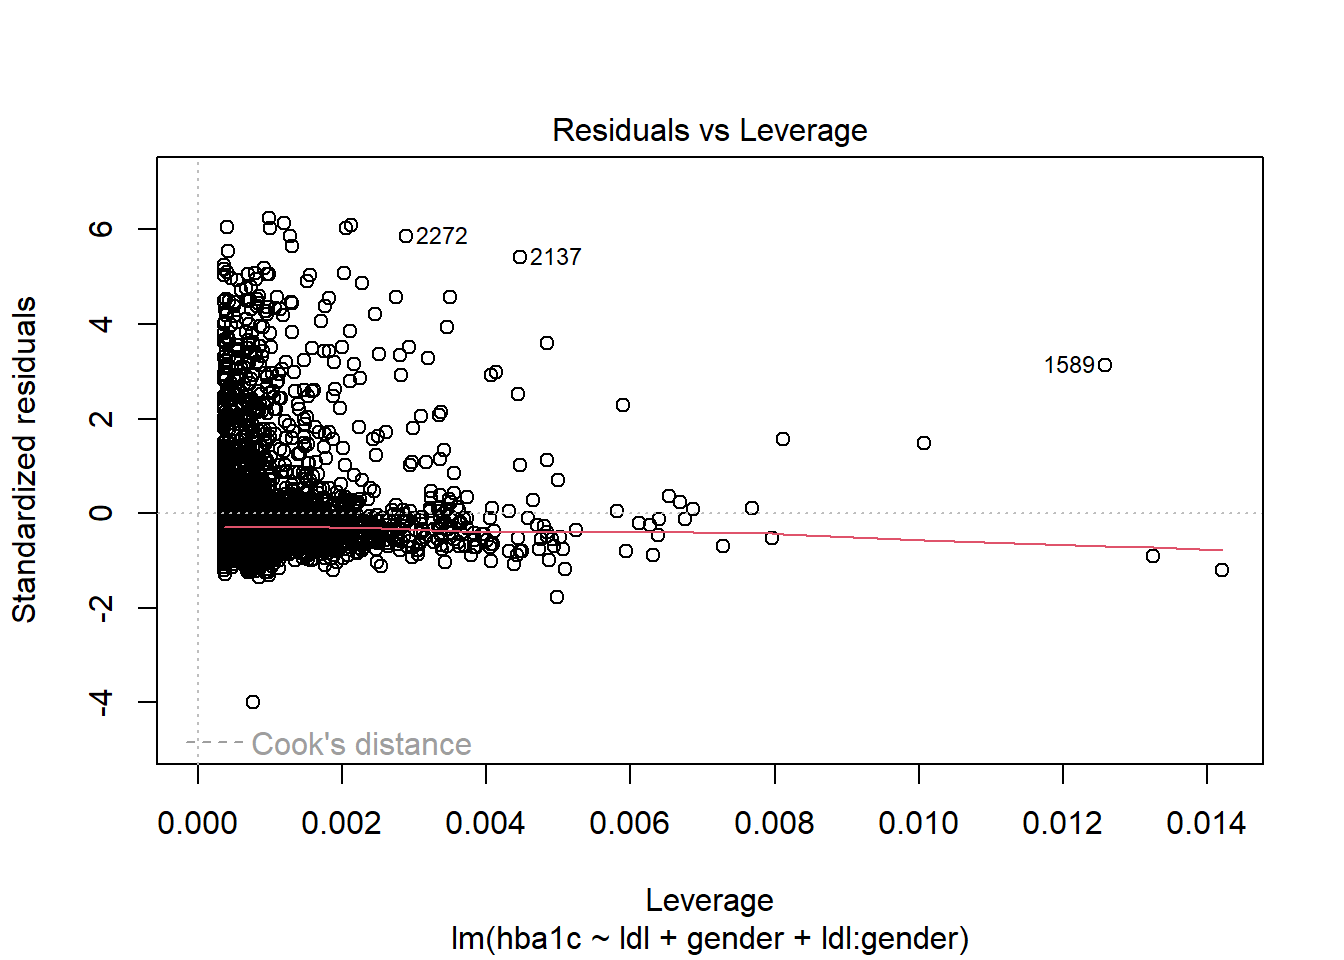 Residuals vs Leverage
Standardized residuals
6
4
2
0
-2
-4
2272
2137
1589
Cook's distance
0.000 0.002 0.004 0.006 0.008 0.010 0.012 0.014
Leverage
lm(hba1c ~ ldl + gender + ldl:gender)